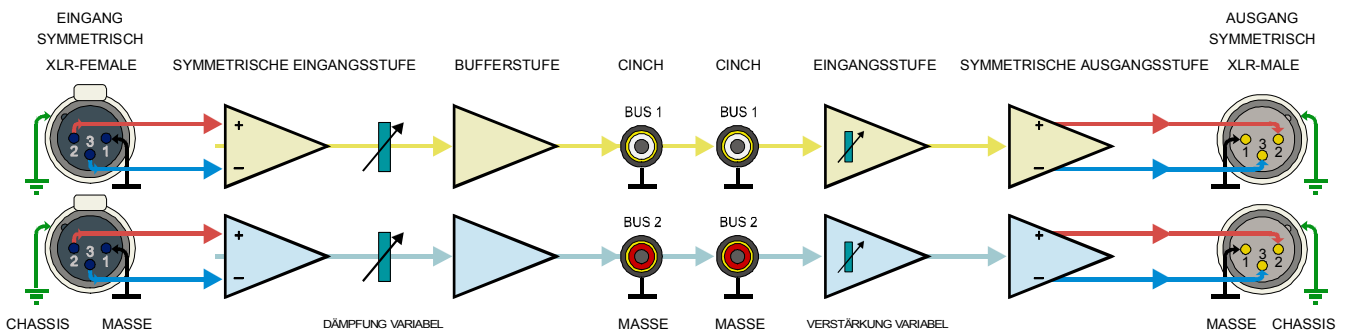 EINGANG
SYMMETRISCH
AUSGANG
SYMMETRISCH
XLR-FEMALE SYMMETRISCHE EINGANGSSTUFE BUFFERSTUFE CINCH CINCH EINGANGSSTUFE SYMMETRISCHE AUSGANGSSTUFE XLR-MALE
BUS 1 BUS 1
+ +
2 3 1 1 3 2
− −
BUS 2 BUS 2
+ +
2 3 1 1 3 2
− −
CHASSIS MASSE DÄMPFUNG VARIABEL MASSE MASSE VERSTÄRKUNG VARIABEL MASSE CHASSIS